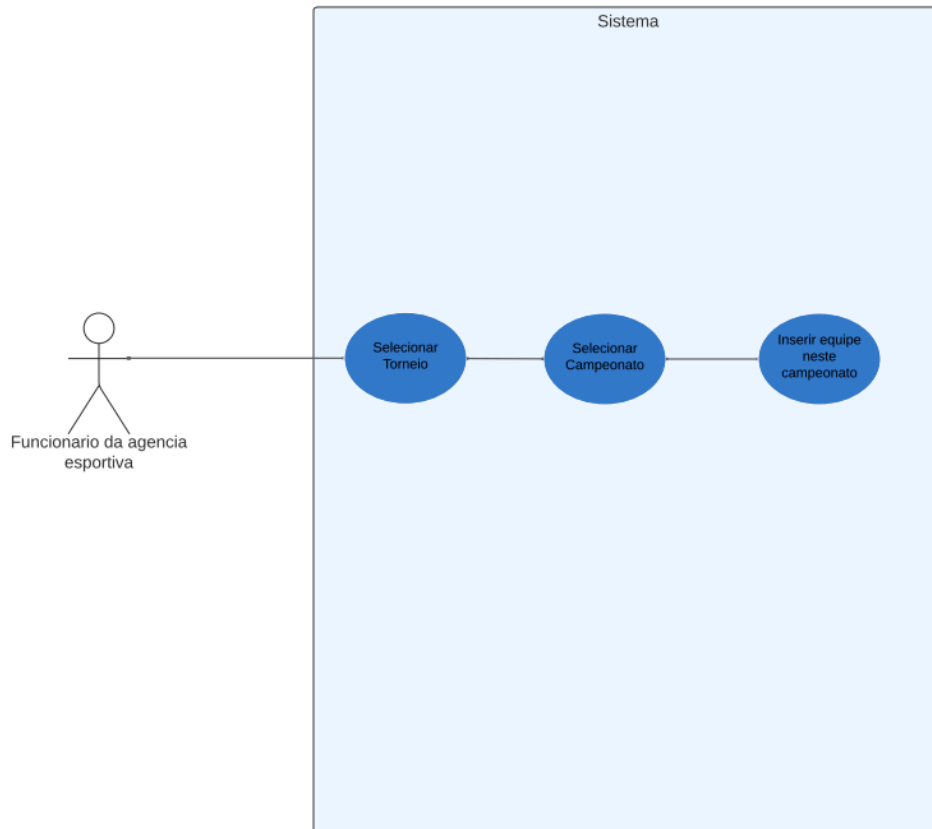 Sistema
Selecionar
Torneio
Selecionar
Campeonato
Inserir equipe
neste
campeonato
Funcionario da agencia
esportiva